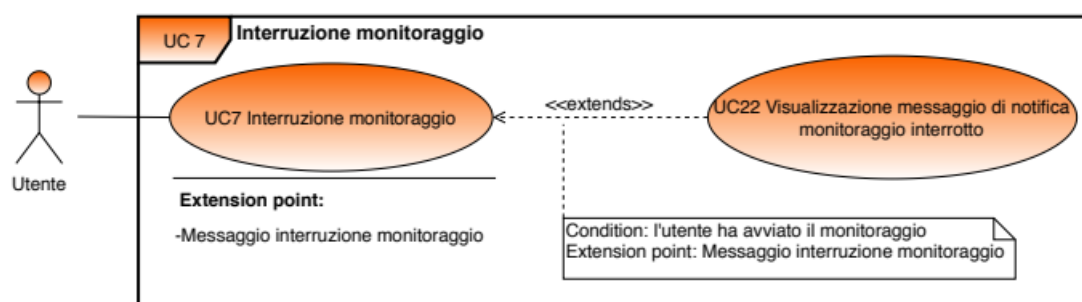 UC 7
Interruzione monitoraggio
Utente
UC7 Interruzione monitoraggio
<<extends>>
UC22 Visualizzazione messaggio di notifica
monitoraggio interrotto
Extension point:
-Messaggio interruzione monitoraggio
Condition: l'utente ha avviato il monitoraggio
Extension point: Messaggio interruzione monitoraggio